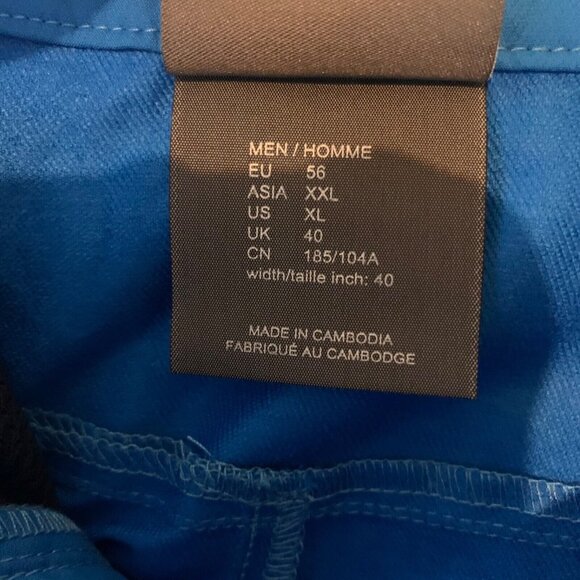 MEN / HOMME
EU 56
ASIA XXL
US XL
UK 40
CN 185/104A
width/taille inch: 40
MADE IN CAMBODIA
FABRIQUÉ AU CAMBODGE